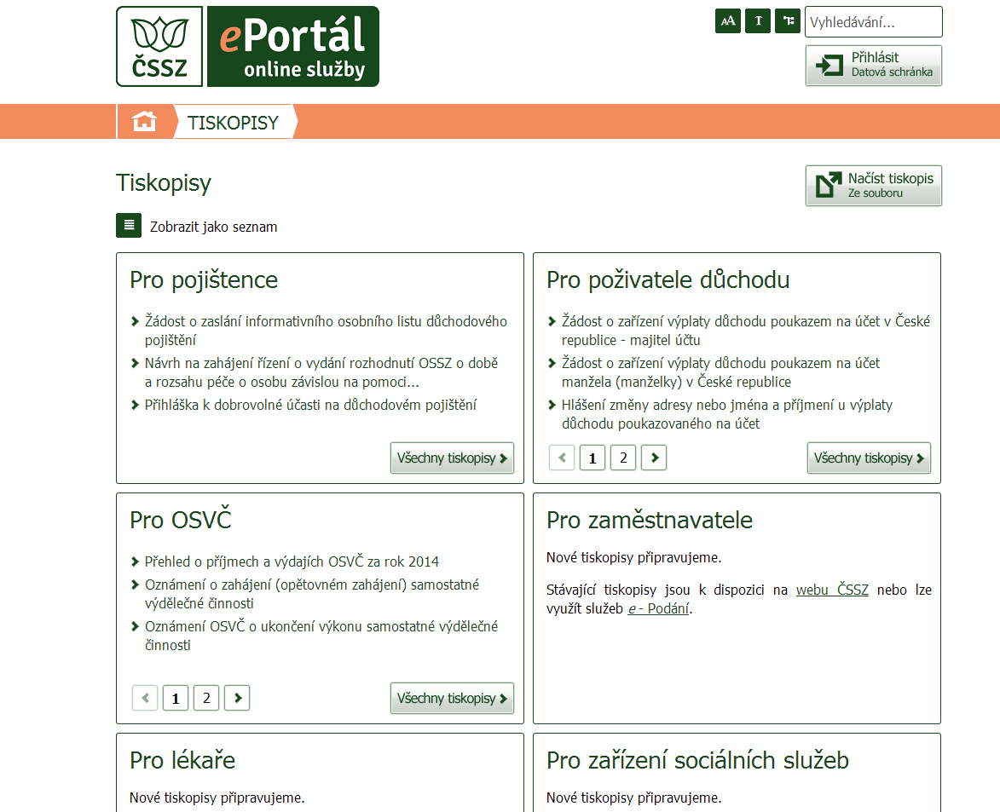 ČSSZ
ePortál
online služby
AA
T
Vyhledávání...
Přihlásit
Datová schránka
TISKOPISY
Tiskopisy
Načíst tiskopis
Ze souboru
Zobrazit jako seznam
Pro pojištence
Žádost o zaslání informativního osobního listu důchodového
pojištění
Návrh na zahájení řízení o vydání rozhodnutí OSSZ o době
a rozsahu péče o osobu závislou na pomoci...
Přihláška k dobrovolné účasti na důchodovém pojištění
Všechny tiskopisy
Pro poživatele důchodu
Žádost o zařízení výplaty důchodu poukazem na účet v České
republice - majitel účtu
Žádost o zařízení výplaty důchodu poukazem na účet
manžela (manželky) v České republice
Hlášení změny adresy nebo jména a příjmení u výplaty
důchodu poukazovaného na účet
1 2
Všechny tiskopisy
Pro OSVČ
Přehled o příjmech a výdajích OSVČ za rok 2014
Oznámení o zahájení (opětovném zahájení) samostatné
výdělečné činnosti
Oznámení OSVČ o ukončení výkonu samostatné výdělečné
činnosti
1 2
Všechny tiskopisy
Pro zaměstnavatele
Nové tiskopisy připravujeme.
Stávající tiskopisy jsou k dispozici na webu ČSSZ nebo lze
využít služeb e - Podání.
Pro lékaře
Nové tiskopisy připravujeme.
Pro zařízení sociálních služeb
Nové tiskopisy připravujeme.